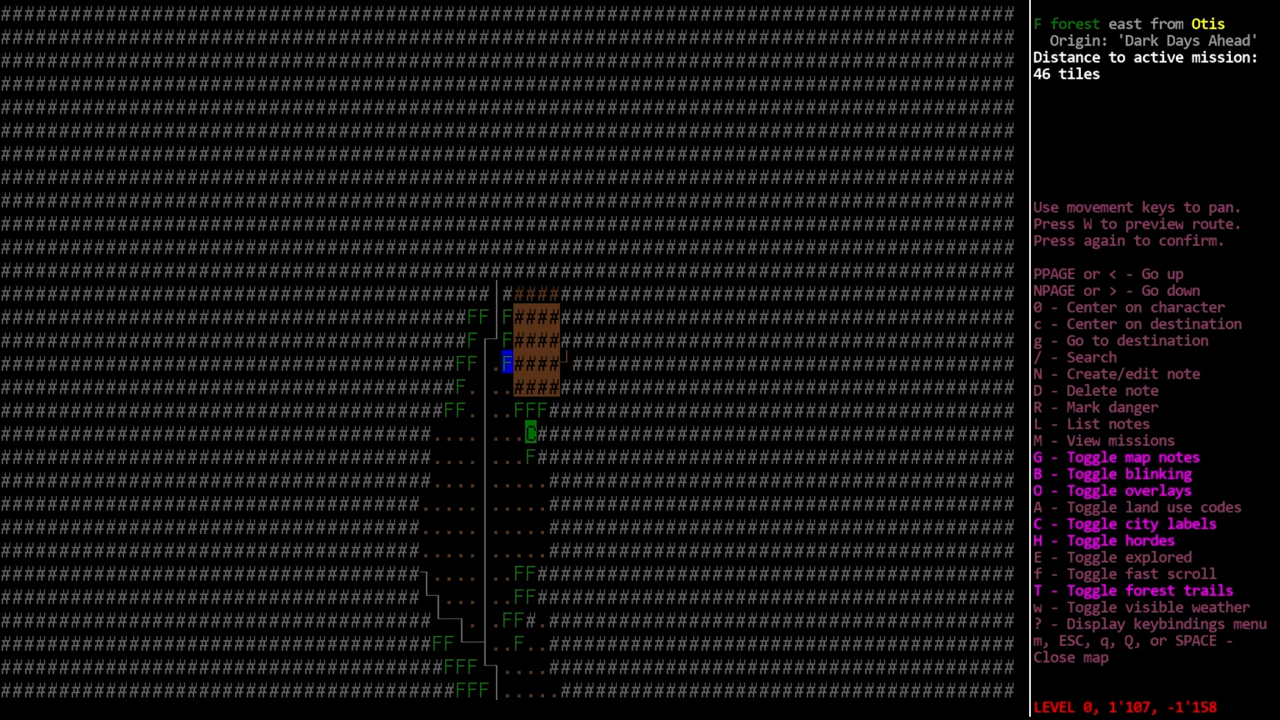 F forest east from Otis
Origin: 'Dark Days Ahead'
Distance to active mission:
46 tiles
Use movement keys to pan.
Press W to preview route.
Press again to confirm.
PPAGE or < - Go up
NPAGE or > - Go down
0 - Center on character
c - Center on destination
g - Go to destination
/ - Search
N - Create/edit note
D - Delete note
R - Mark danger
L - List notes
M - View missions
G - Toggle map notes
B - Toggle blinking
O - Toggle overlays
A - Toggle land use codes
C - Toggle city labels
H - Toggle hordes
E - Toggle explored
f - Toggle fast scroll
T - Toggle forest trails
w - Toggle visible weather
? - Display keybindings menu
m, ESC, q, Q, or SPACE -
Close map
LEVEL 0, 1'107, -1'158